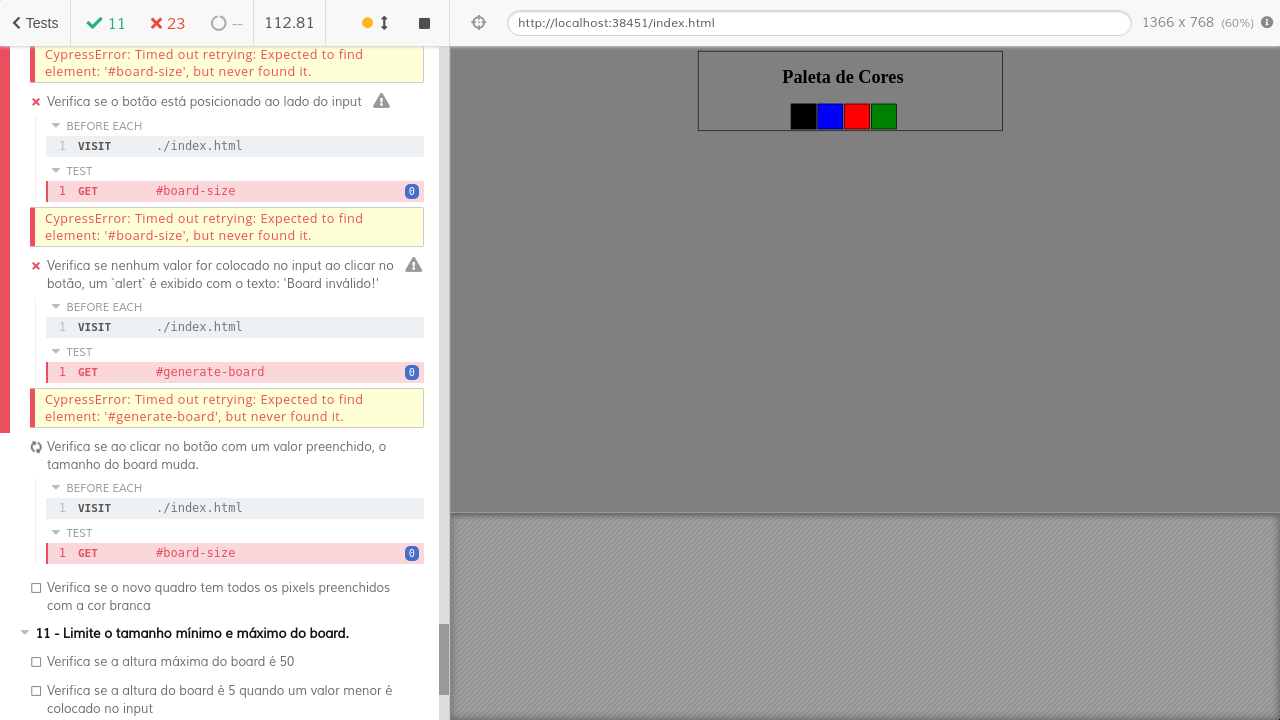 Tests 11 23 -- 112.81 http://localhost:38451/index.html 1366 x 768 (60%)
CypressError: Timed out retrying: Expected to find
element: '#board-size', but never found it.
Verifica se o botão está posicionado ao lado do input
BEFORE EACH
1 VISIT ./index.html
TEST
1 GET #board-size 0
CypressError: Timed out retrying: Expected to find
element: '#board-size', but never found it.
Verifica se nenhum valor for colocado no input ao clicar no
botão, um `alert` é exibido com o texto: 'Board inválido!'
BEFORE EACH
1 VISIT ./index.html
TEST
1 GET #generate-board 0
CypressError: Timed out retrying: Expected to find
element: '#generate-board', but never found it.
Verifica se ao clicar no botão com um valor preenchido, o
tamanho do board muda.
BEFORE EACH
1 VISIT ./index.html
TEST
1 GET #board-size 0
Verifica se o novo quadro tem todos os pixels preenchidos
com a cor branca
11 - Limite o tamanho mínimo e máximo do board.
Verifica se a altura máxima do board é 50
Verifica se a altura do board é 5 quando um valor menor é
colocado no input
Paleta de Cores